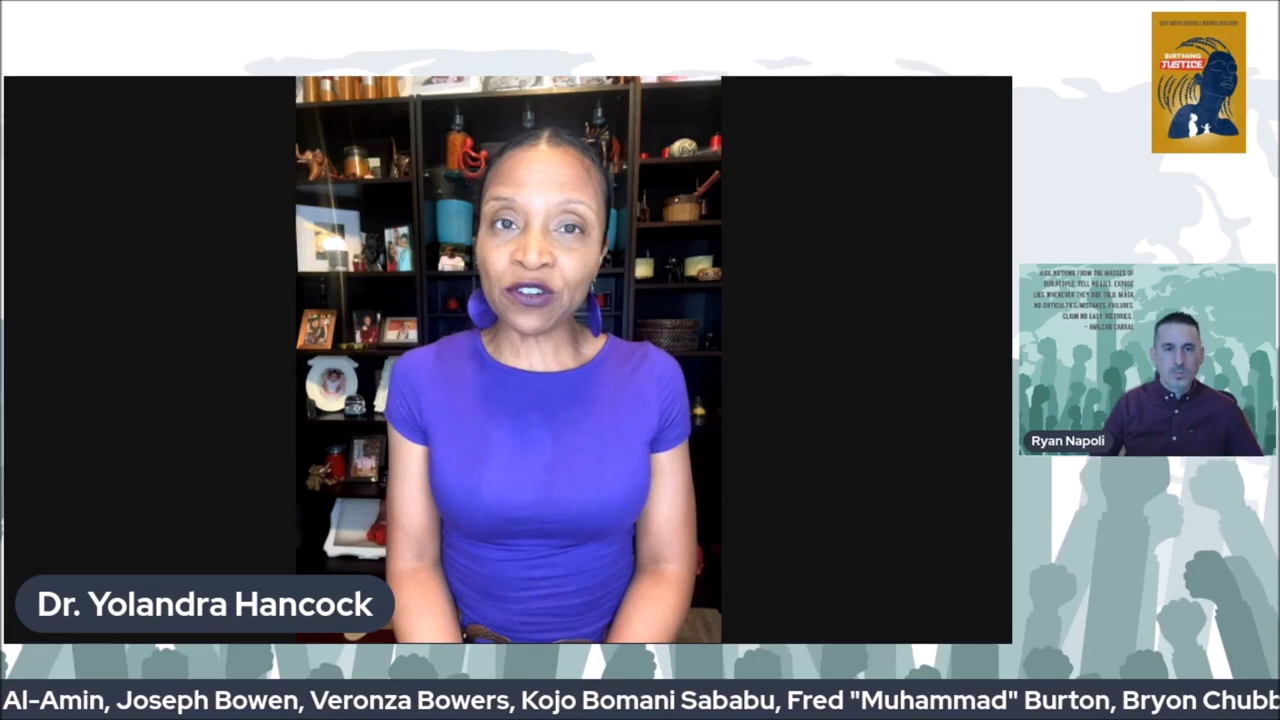 BIRTHING
JUSTICE
HIDE NOTHING FROM THE MASSES OF
OUR PEOPLE. TELL NO LIES. EXPOSE
LIES WHENEVER THEY ARE TOLD. MASK
NO DIFFICULTIES, MISTAKES, FAILURES.
CLAIM NO EASY VICTORIES.
- AMILCAR CABRAL
Ryan Napoli
Dr. Yolandra Hancock
Al-Amin, Joseph Bowen, Veronza Bowers, Kojo Bomani Sababu, Fred "Muhammad" Burton, Bryon Chubb